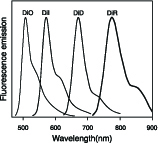 DiO DiI DiD DiR
Fluorescence emission
500 600 700 800 900
Wavelength(nm)